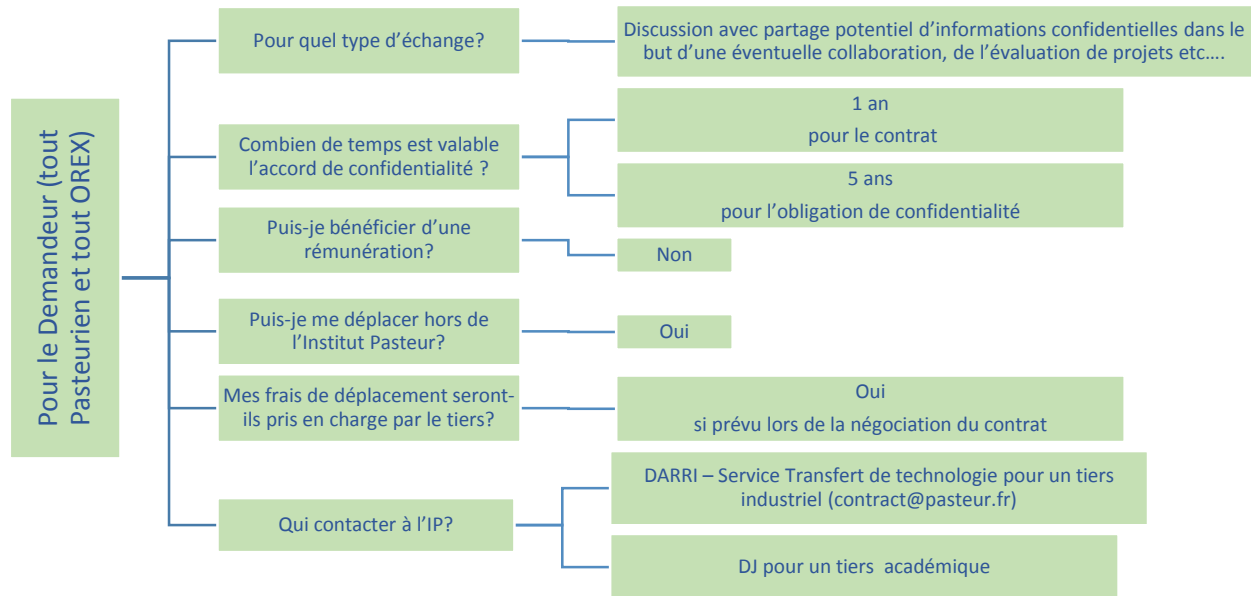 Pour le Demandeur (tout
Pasteurien et tout OREX)
Pour quel type d’échange?
Discussion avec partage potentiel d’informations confidentielles dans le
but d’une éventuelle collaboration, de l’évaluation de projets etc….
Combien de temps est valable
l’accord de confidentialité ?
1 an
pour le contrat
5 ans
pour l’obligation de confidentialité
Puis-je bénéficier d’une
rémunération?
Non
Puis-je me déplacer hors de
l’Institut Pasteur?
Oui
Mes frais de déplacement seront-
ils pris en charge par le tiers?
Oui
si prévu lors de la négociation du contrat
Qui contacter à l’IP?
DARRI – Service Transfert de technologie pour un tiers
industriel (contract@pasteur.fr)
DJ pour un tiers académique